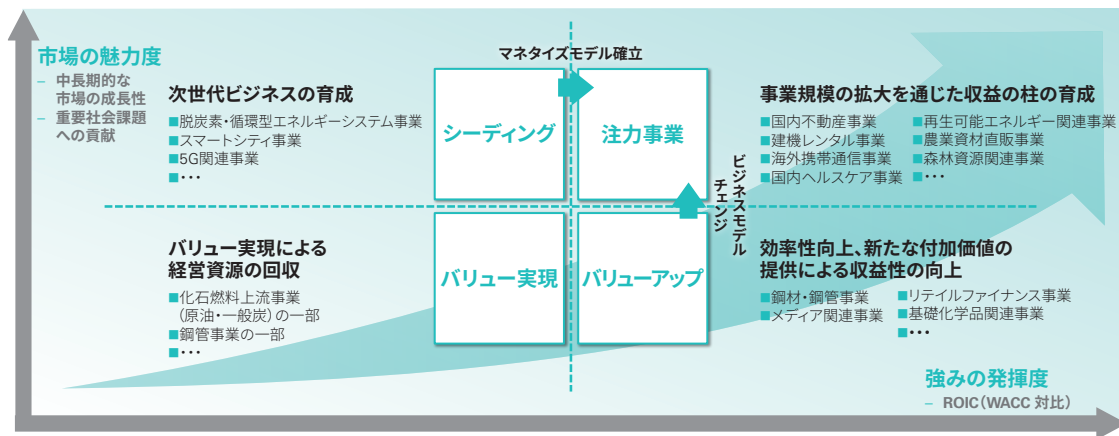 市場の魅力度
– 中長期的な
市場の成長性
– 重要社会課題
への貢献
次世代ビジネスの育成
■脱炭素・循環型エネルギーシステム事業
■スマートシティ事業
■5G関連事業
■・・・
マネタイズモデル確立
シーディング
注力事業
事業規模の拡大を通じた収益の柱の育成
■国内不動産事業
■建機レンタル事業
■海外携帯通信事業
■国内ヘルスケア事業
■再生可能エネルギー関連事業
■農業資材直販事業
■森林資源関連事業
■・・・
ビジネスモデル
チェンジ
バリュー実現による
経営資源の回収
■化石燃料上流事業
（原油・一般炭）の一部
■鋼管事業の一部
■・・・
バリュー実現
バリューアップ
効率性向上、新たな付加価値の
提供による収益性の向上
■鋼材・鋼管事業
■メディア関連事業
■リテイルファイナンス事業
■基礎化学品関連事業
■・・・
強みの発揮度
– ROIC（WACC 対比）